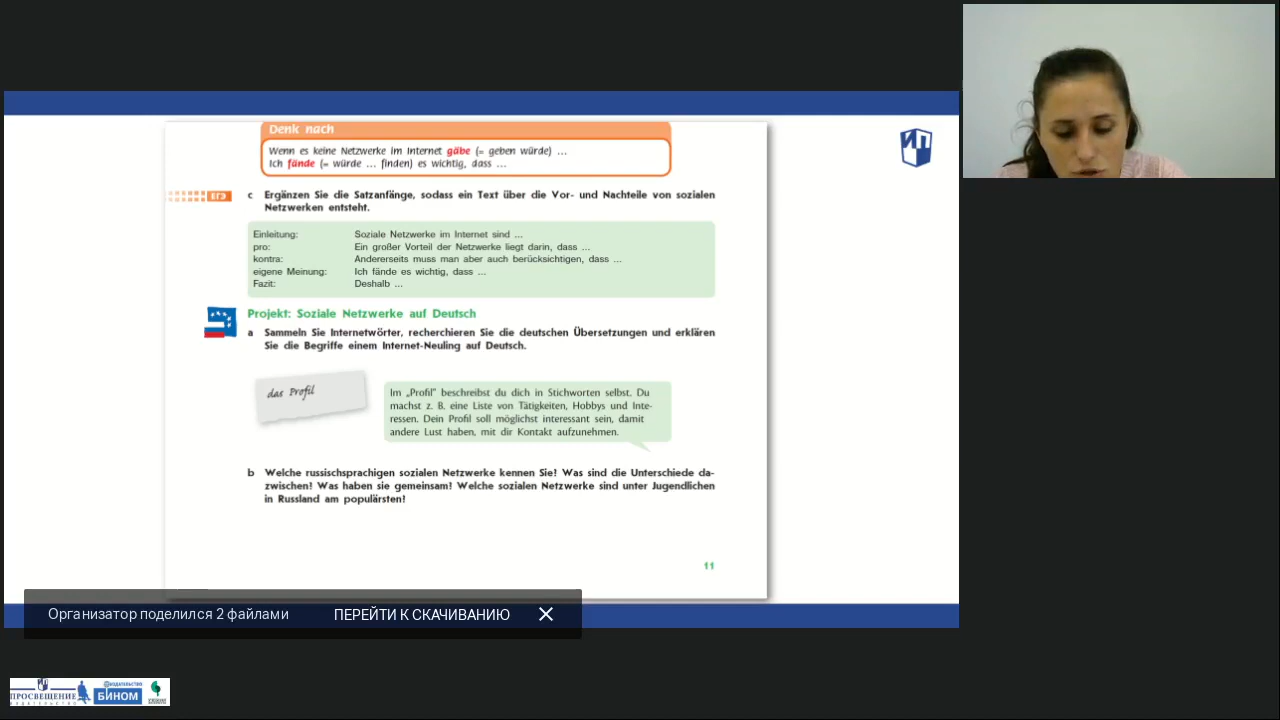 Denk nach
Wenn es keine Netzwerke im Internet gäbe (= geben würde) ...
Ich fände (= würde ... finden) es wichtig, dass ...
ЕГЭ
c Ergänzen Sie die Satzanfänge, sodass ein Text über die Vor- und Nachteile von sozialen
Netzwerken entsteht.
Einleitung: Soziale Netzwerke im Internet sind ...
pro: Ein großer Vorteil der Netzwerke liegt darin, dass ...
kontra: Andererseits muss man aber auch berücksichtigen, dass ...
eigene Meinung: Ich fände es wichtig, dass ...
Fazit: Deshalb ...
Projekt: Soziale Netzwerke auf Deutsch
a Sammeln Sie Internetwörter, recherchieren Sie die deutschen Übersetzungen und erklären
Sie die Begriffe einem Internet-Neuling auf Deutsch.
das Profil
Im „Profil“ beschreibst du dich in Stichworten selbst. Du
machst z. B. eine Liste von Tätigkeiten, Hobbys und Inte-
ressen. Dein Profil soll möglichst interessant sein, damit
andere Lust haben, mit dir Kontakt aufzunehmen.
b Welche russischsprachigen sozialen Netzwerke kennen Sie? Was sind die Unterschiede da-
zwischen? Was haben sie gemeinsam? Welche sozialen Netzwerke sind unter Jugendlichen
in Russland am populärsten?
11
Организатор поделился 2 файлами ПЕРЕЙТИ К СКАЧИВАНИЮ
ПРОСВЕЩЕНИЕ
ИЗДАТЕЛЬСТВО
ИЗДАТЕЛЬСТВО
БИНОМ